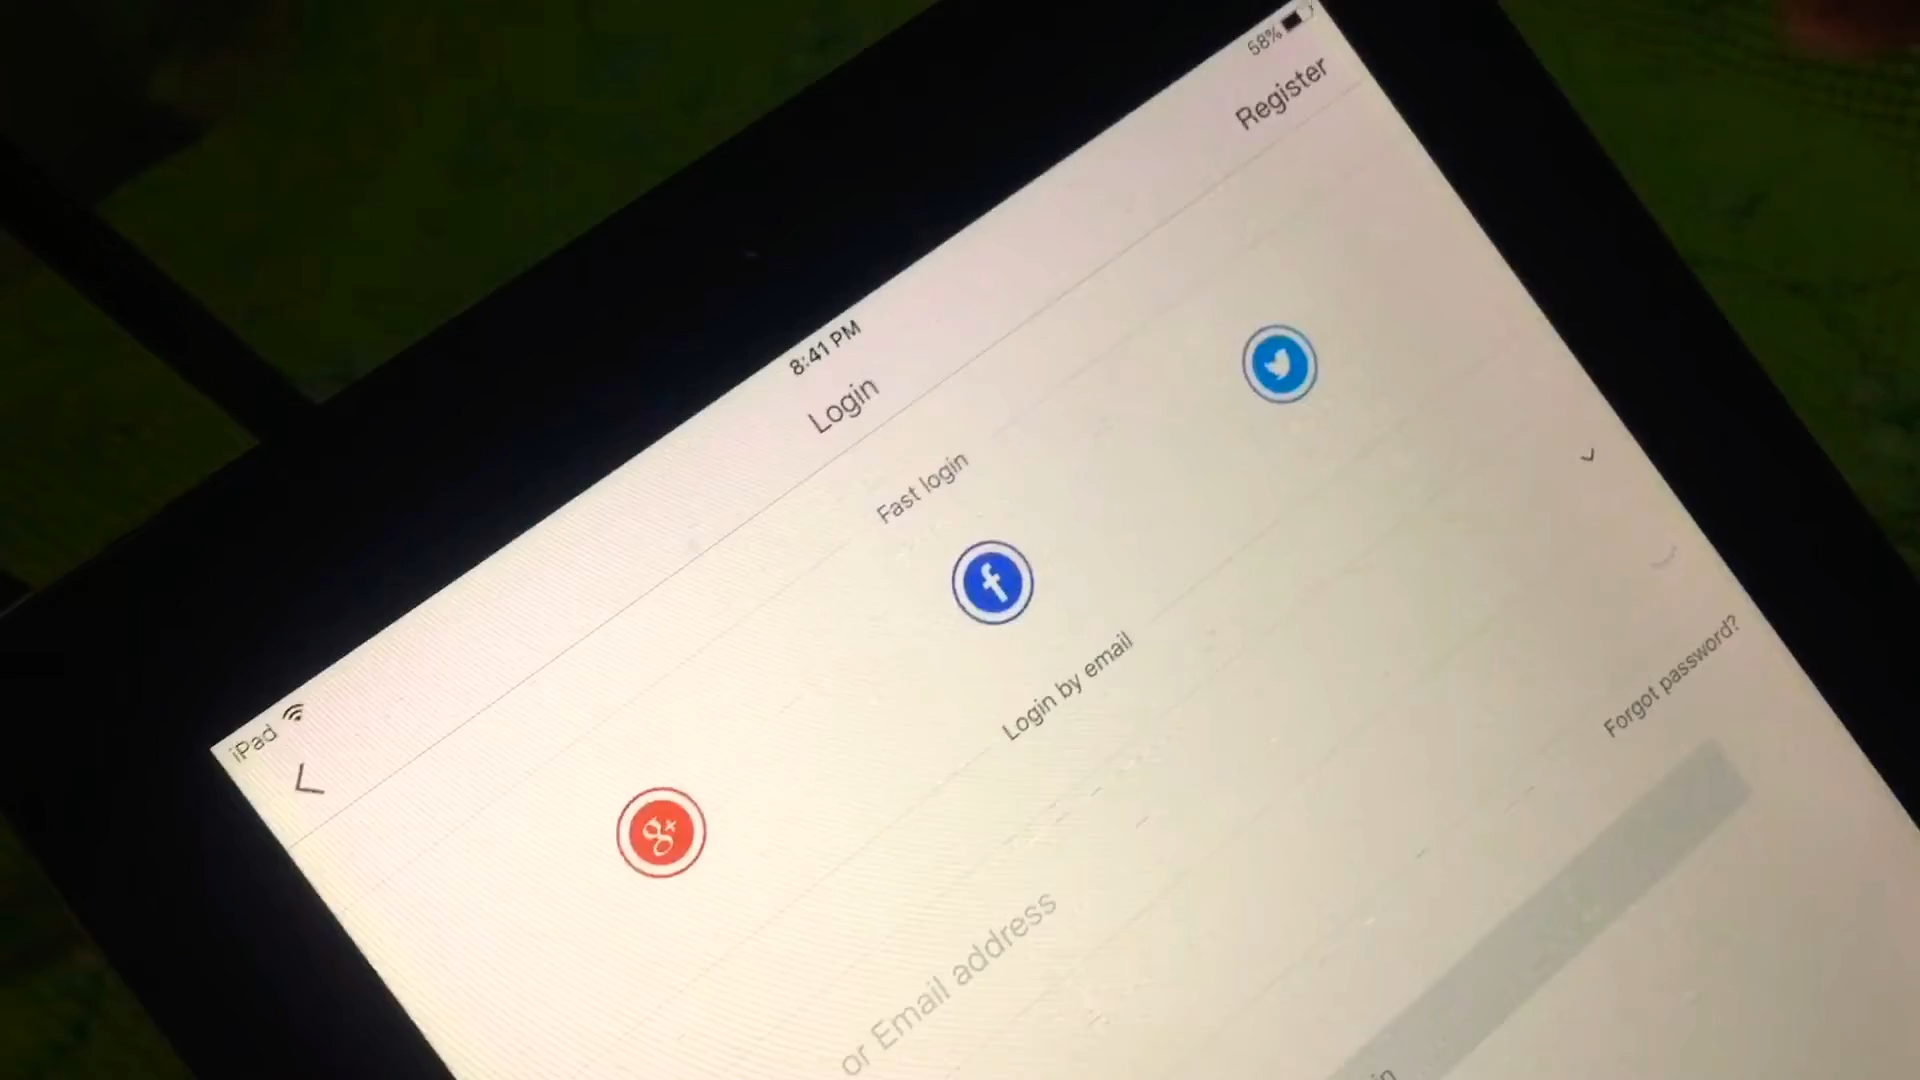 iPad
8:41 PM
58%
Login
Register
Fast login
g+
f
Login by email
or Email address
Forgot password?